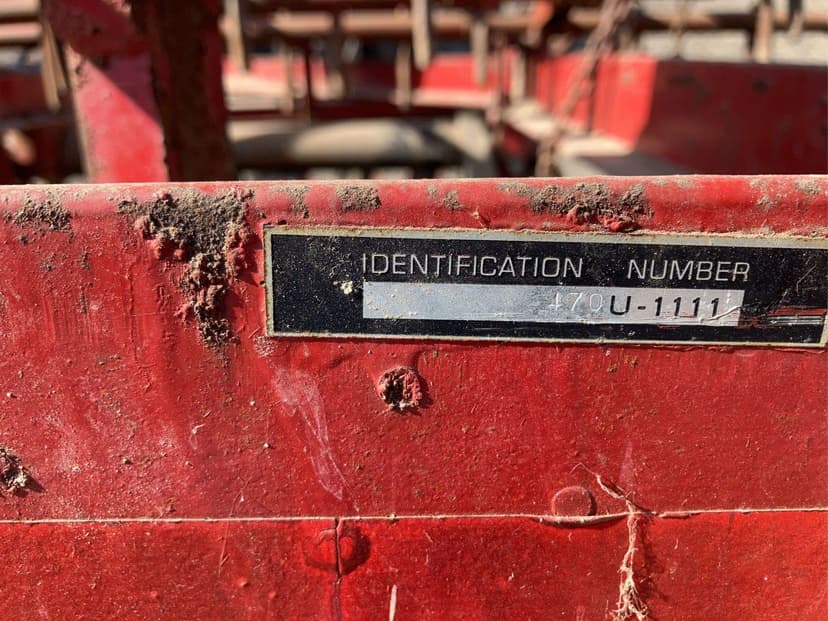 IDENTIFICATION NUMBER
470U-1111